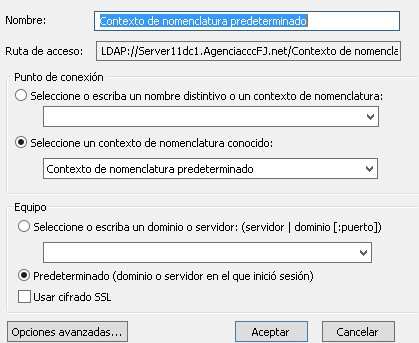 Nombre:
Contexto de nomenclatura predeterminado
Ruta de acceso:
LDAP://Server11dc1.AgenciacccFJ.net/Contexto de nomencla
Punto de conexión
Seleccione o escriba un nombre distintivo o un contexto de nomenclatura:
Seleccione un contexto de nomenclatura conocido:
Contexto de nomenclatura predeterminado
Equipo
Seleccione o escriba un dominio o servidor: (servidor | dominio [:puerto])
Predeterminado (dominio o servidor en el que inició sesión)
Usar cifrado SSL
Opciones avanzadas...
Aceptar
Cancelar